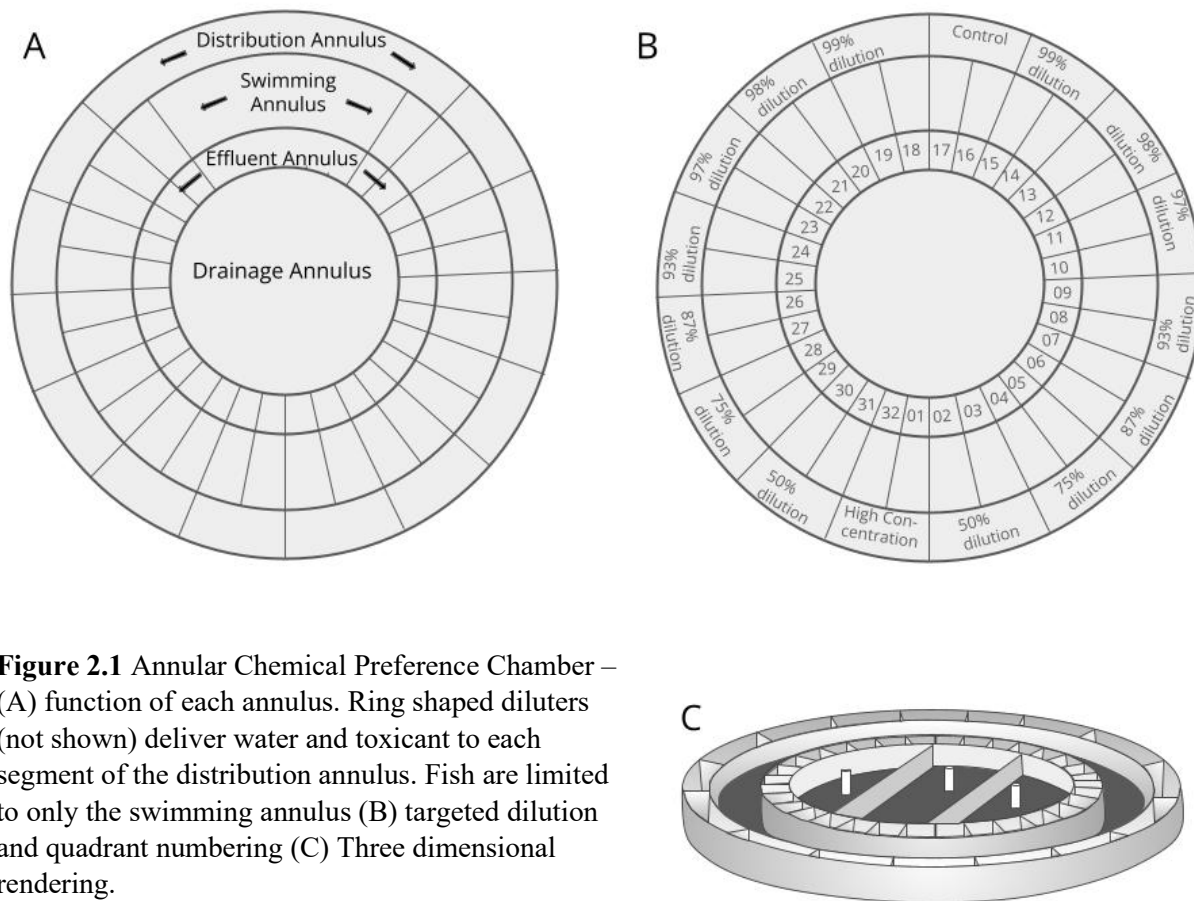 A
Distribution Annulus
Swimming
Annulus
Effluent Annulus
Drainage Annulus
B
Control
99%
dilution
98%
dilution
97%
dilution
93%
dilution
87%
dilution
75%
dilution
50%
dilution
High Con-
centration
50%
dilution
75%
dilution
87%
dilution
93%
dilution
97%
dilution
98%
dilution
99%
dilution
17
16
15
14
13
12
11
10
09
08
07
06
05
04
03
02
01
32
31
30
29
28
27
26
25
24
23
22
21
20
19
18
Figure 2.1 Annular Chemical Preference Chamber –
(A) function of each annulus. Ring shaped diluters
(not shown) deliver water and toxicant to each
segment of the distribution annulus. Fish are limited
to only the swimming annulus (B) targeted dilution
and quadrant numbering (C) Three dimensional
rendering.
C